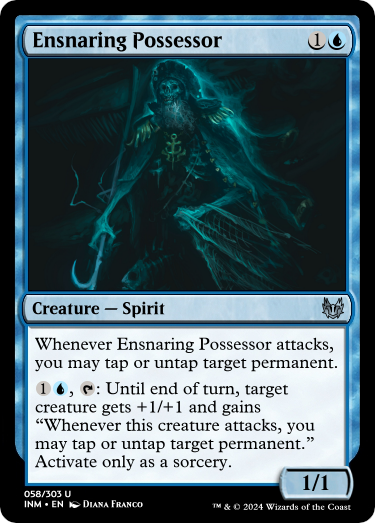 Ensnaring Possessor 1
Creature — Spirit
Whenever Ensnaring Possessor attacks,
you may tap or untap target permanent.
1 , : Until end of turn, target
creature gets +1/+1 and gains
“Whenever this creature attacks, you
may tap or untap target permanent.”
Activate only as a sorcery.
1/1
058/303 U
INM • EN Diana Franco
™ & © 2024 Wizards of the Coast